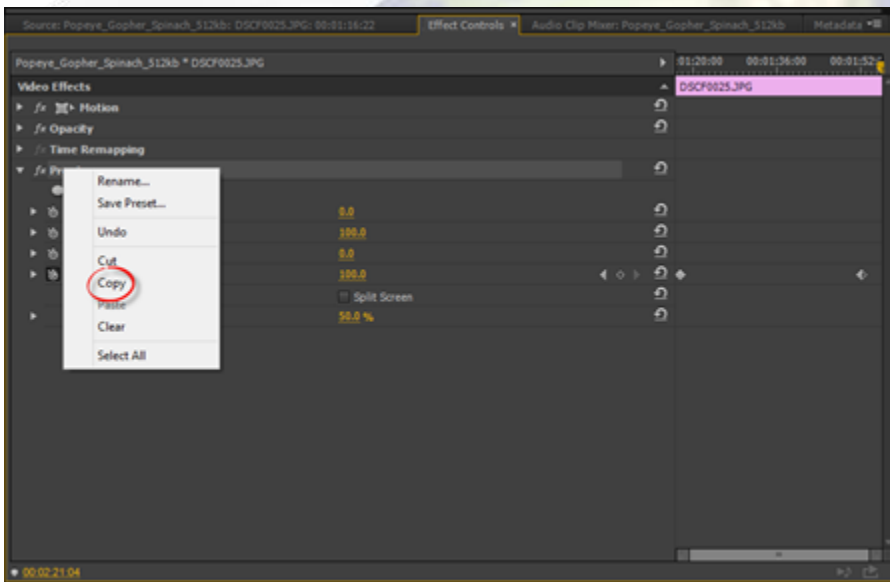 Source: Popeye_Gopher_Spinach_512kb: DSCF0025.JPG: 00:01:16:22 Effect Controls Audio Clip Mixer: Popeye_Gopher_Spinach_512kb Metadata
Popeye_Gopher_Spinach_512kb * DSCF0025.JPG 01:20:00 00:01:36:00 00:01:52:
Video Effects DSCF0025.JPG
fx Motion
fx Opacity
fx Time Remapping
fx
Rename...
Save Preset...
0.0
Undo 100.0
Cut 0.0
Copy 100.0
Paste Split Screen
Clear 50.0 %
Select All
00:02:21:04